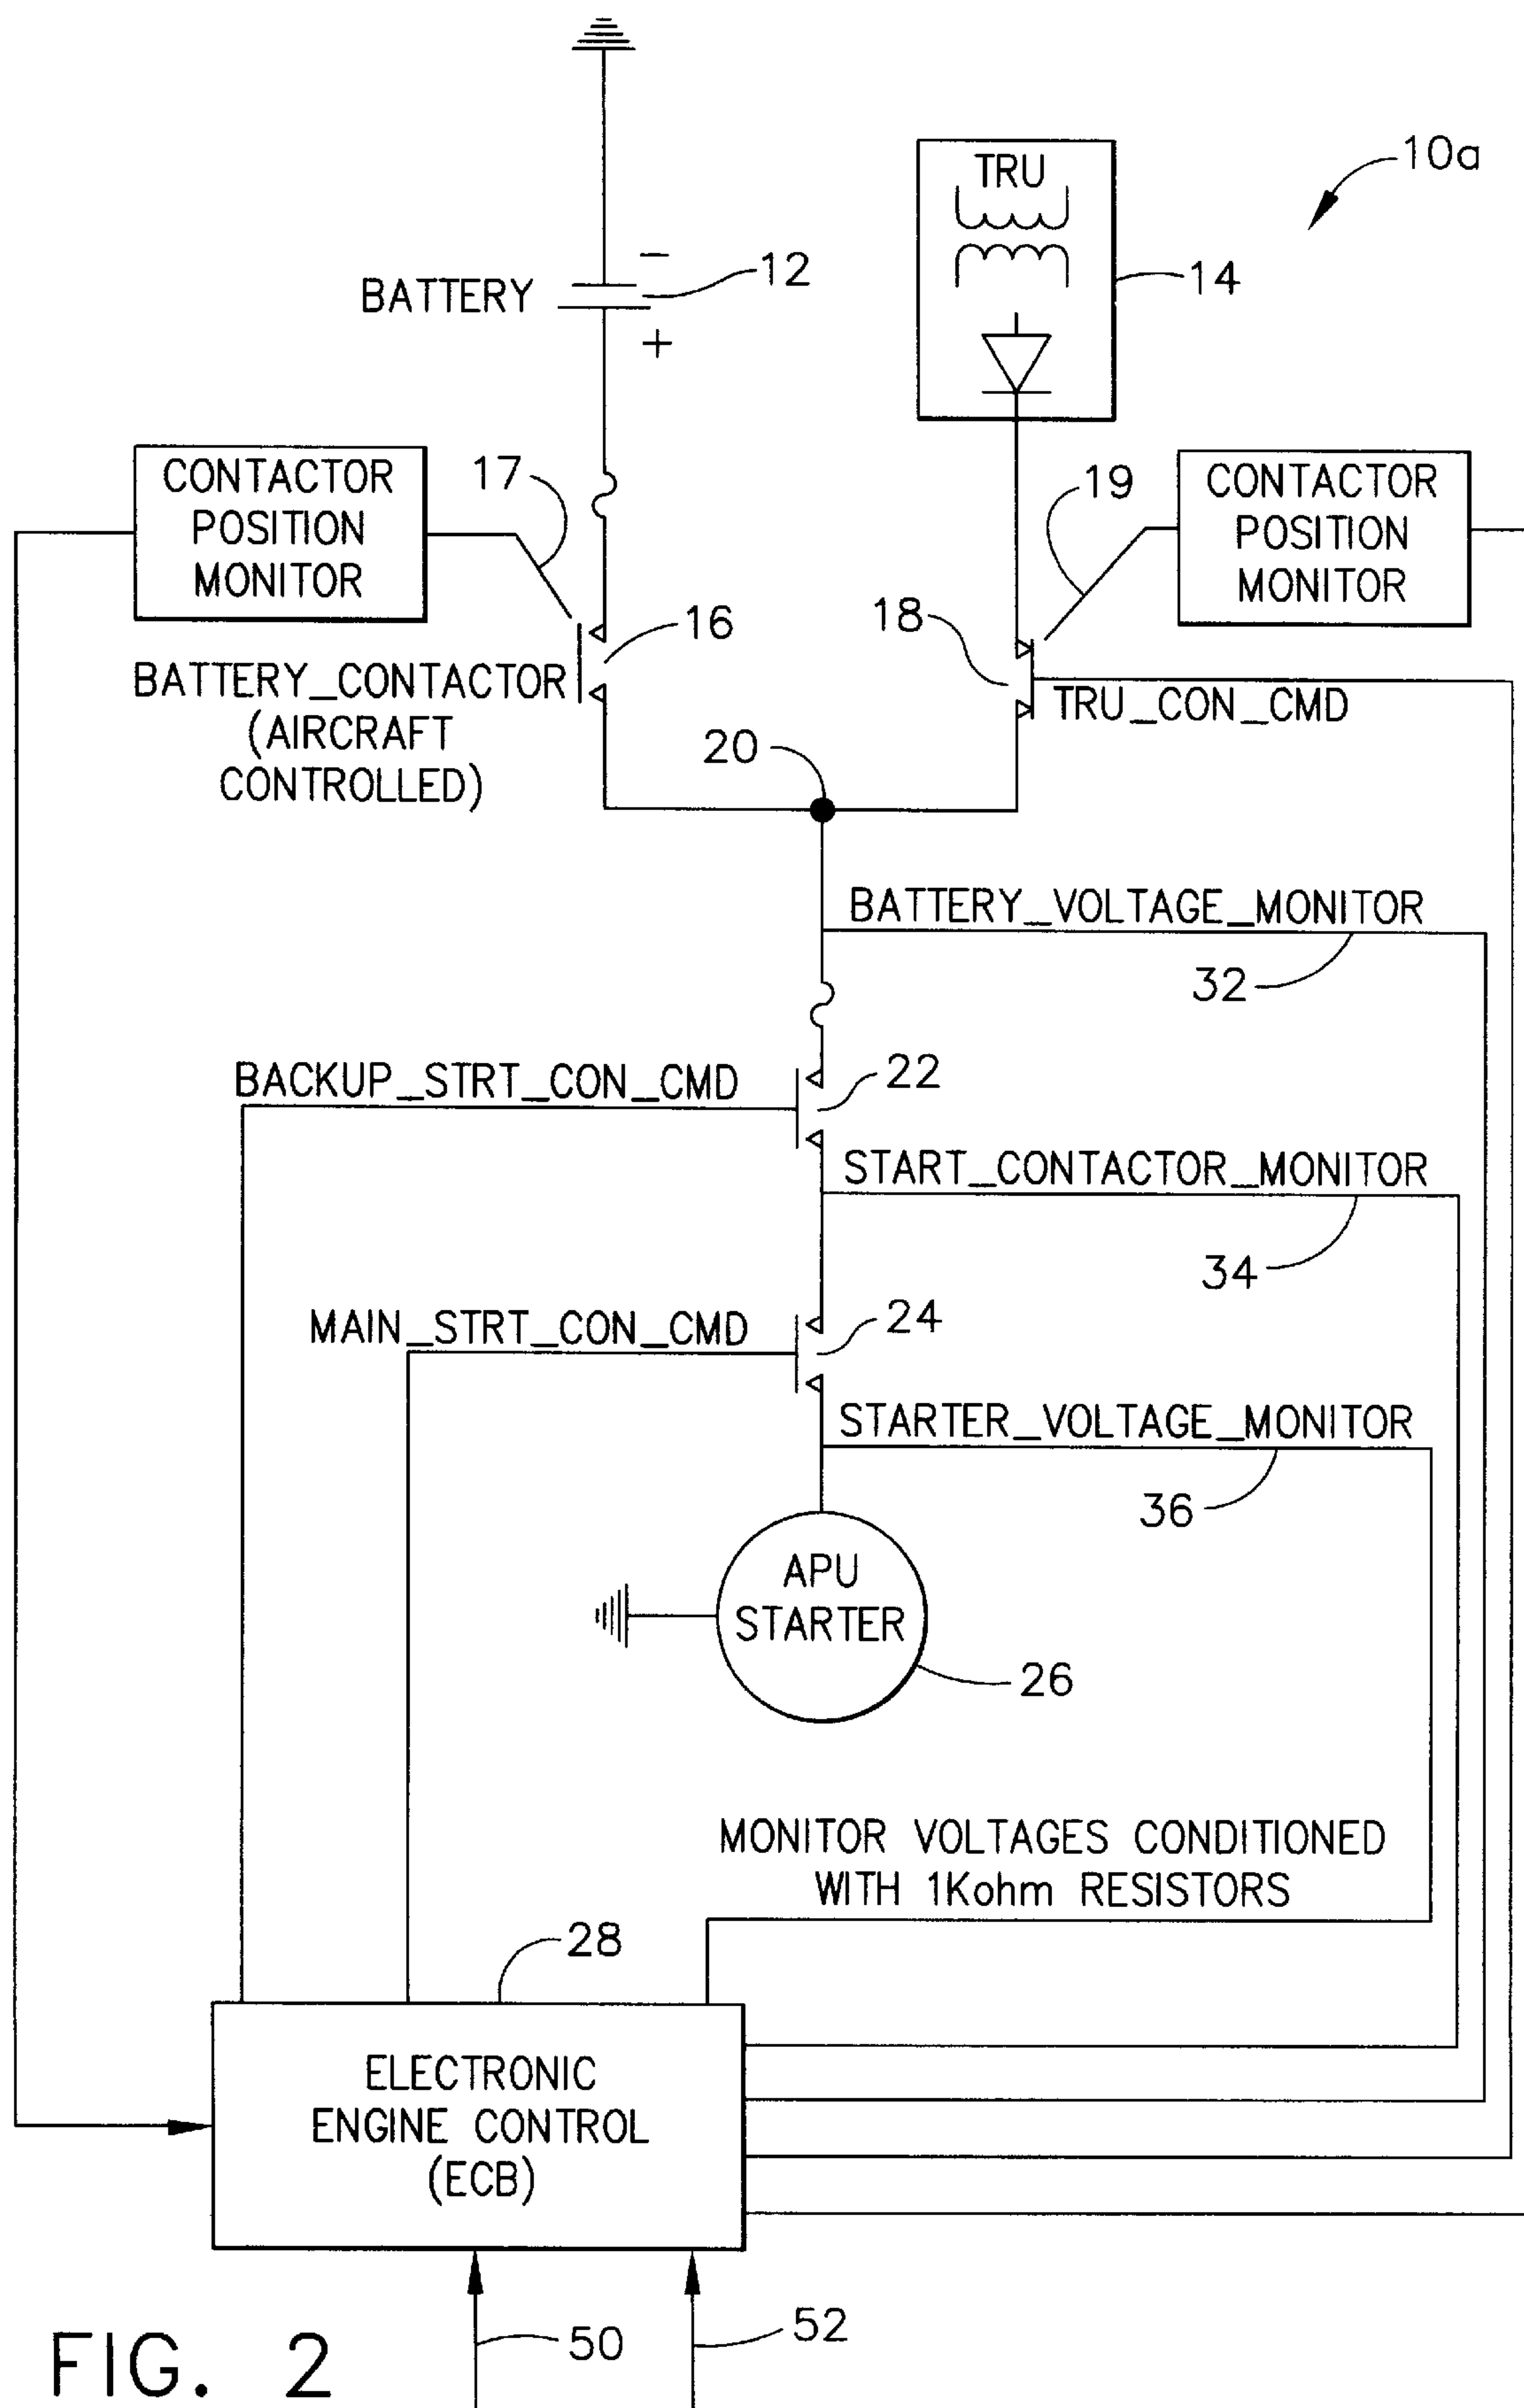 TRU
10a
−
BATTERY
12
+
14
CONTACTOR
POSITION
MONITOR
17
19
CONTACTOR
POSITION
MONITOR
16
18
BATTERY_CONTACTOR
(AIRCRAFT
CONTROLLED)
TRU_CON_CMD
20
BATTERY_VOLTAGE_MONITOR
32
BACKUP_STRT_CON_CMD
22
START_CONTACTOR_MONITOR
34
MAIN_STRT_CON_CMD
24
STARTER_VOLTAGE_MONITOR
36
APU
STARTER
26
MONITOR VOLTAGES CONDITIONED
WITH 1Kohm RESISTORS
28
ELECTRONIC
ENGINE CONTROL
(ECB)
50
52
FIG. 2